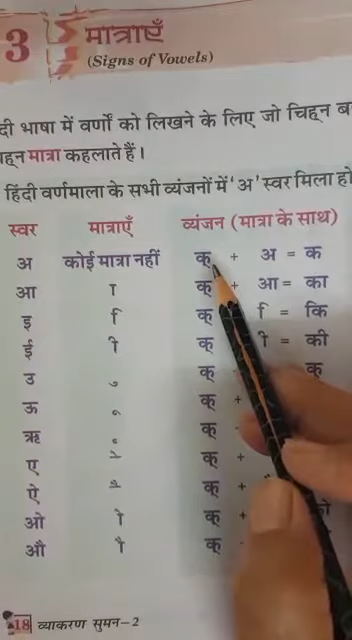 3 मात्राएँ
(Signs of Vowels)
भाषा में वर्णों को लिखने के लिए जो चिह्न
मात्रा कहलाते हैं।
हिंदी वर्णमाला के सभी व्यंजनों में 'अ' स्वर मिला
स्वर मात्राएँ व्यंजन (मात्रा के साथ)
अ कोई मात्रा नहीं क् + अ = क
आ ा क् + आ = का
इ ि क् + ि = कि
ई ी क् ी = की
उ ु क्
ऊ ू क् +
ऋ ृ क्
ए े क् +
ऐ ै क्
ओ ो क् +
औ ौ क्
18 व्याकरण सुमन–2